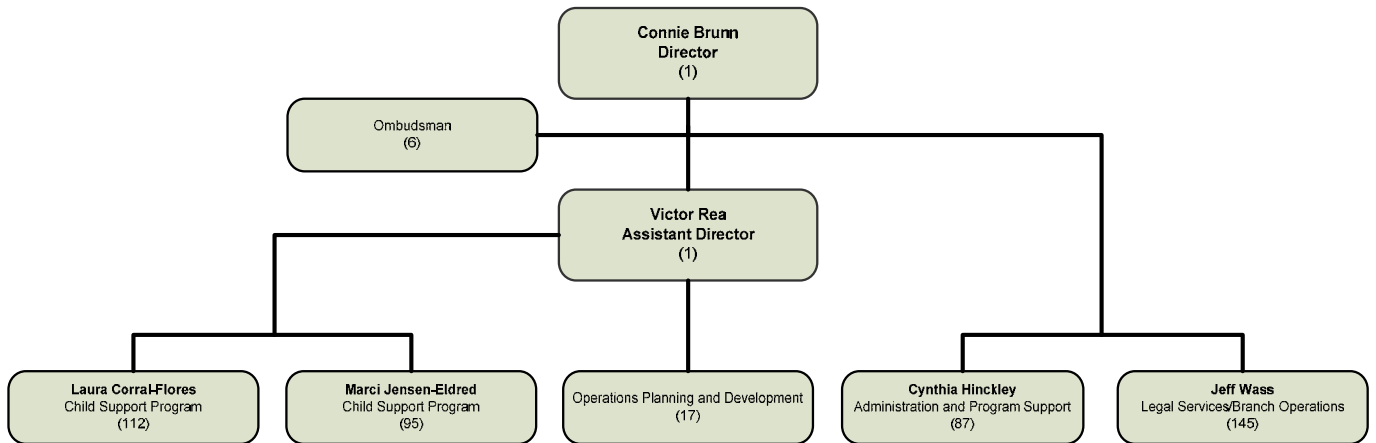 Connie Brunn
Director
(1)
Ombudsman
(6)
Victor Rea
Assistant Director
(1)
Laura Corral-Flores
Child Support Program
(112)
Marci Jensen-Eldred
Child Support Program
(95)
Operations Planning and Development
(17)
Cynthia Hinckley
Administration and Program Support
(87)
Jeff Wass
Legal Services/Branch Operations
(145)